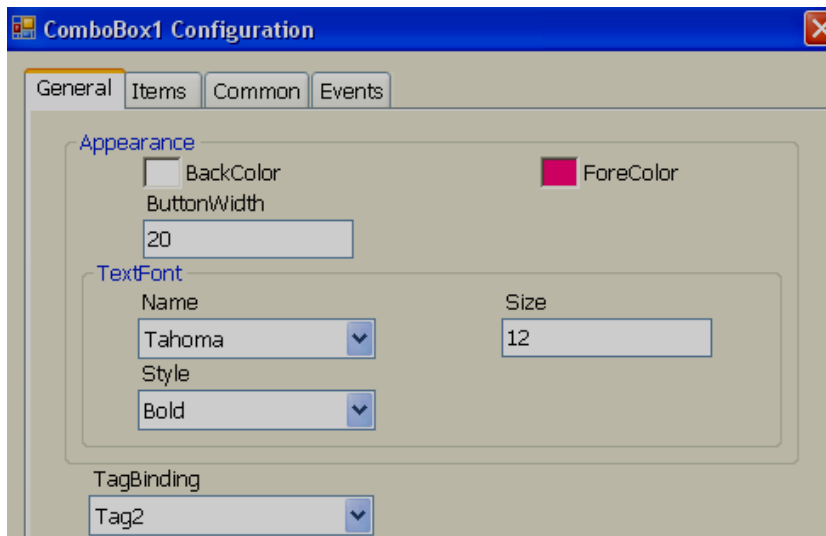 ComboBox1 Configuration
General Items Common Events
Appearance
BackColor ForeColor
ButtonWidth
20
TextFont
Name Size
Tahoma 12
Style
Bold
TagBinding
Tag2